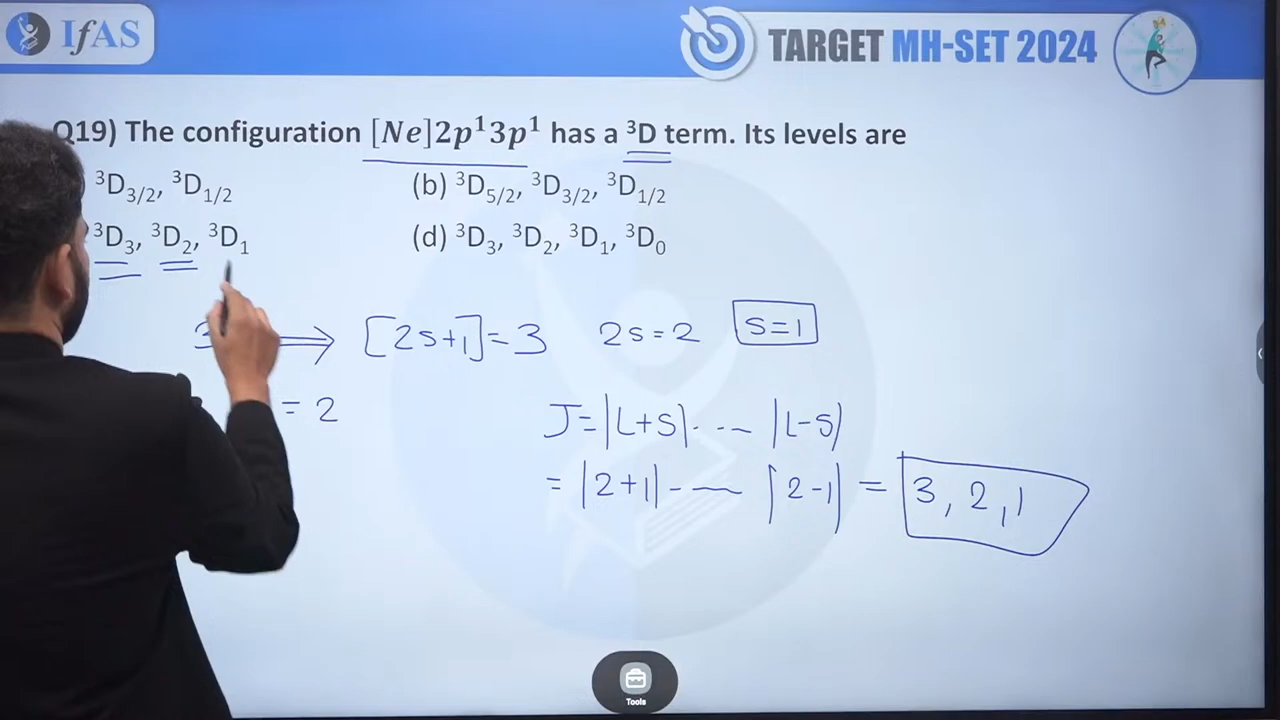 IfAS
TARGET MH-SET 2024
Q19) The configuration [Ne]2p¹3p¹ has a ³D term. Its levels are
³D₃/₂, ³D₁/₂
(b) ³D₅/₂, ³D₃/₂, ³D₁/₂
³D₃, ³D₂, ³D₁
(d) ³D₃, ³D₂, ³D₁, ³D₀
3 ⇒ [2s+1]=3 2s=2 s=1
= 2
J=|L+S|---- |L-S|
= |2+1|---- |2-1| = 3, 2, 1
Tools